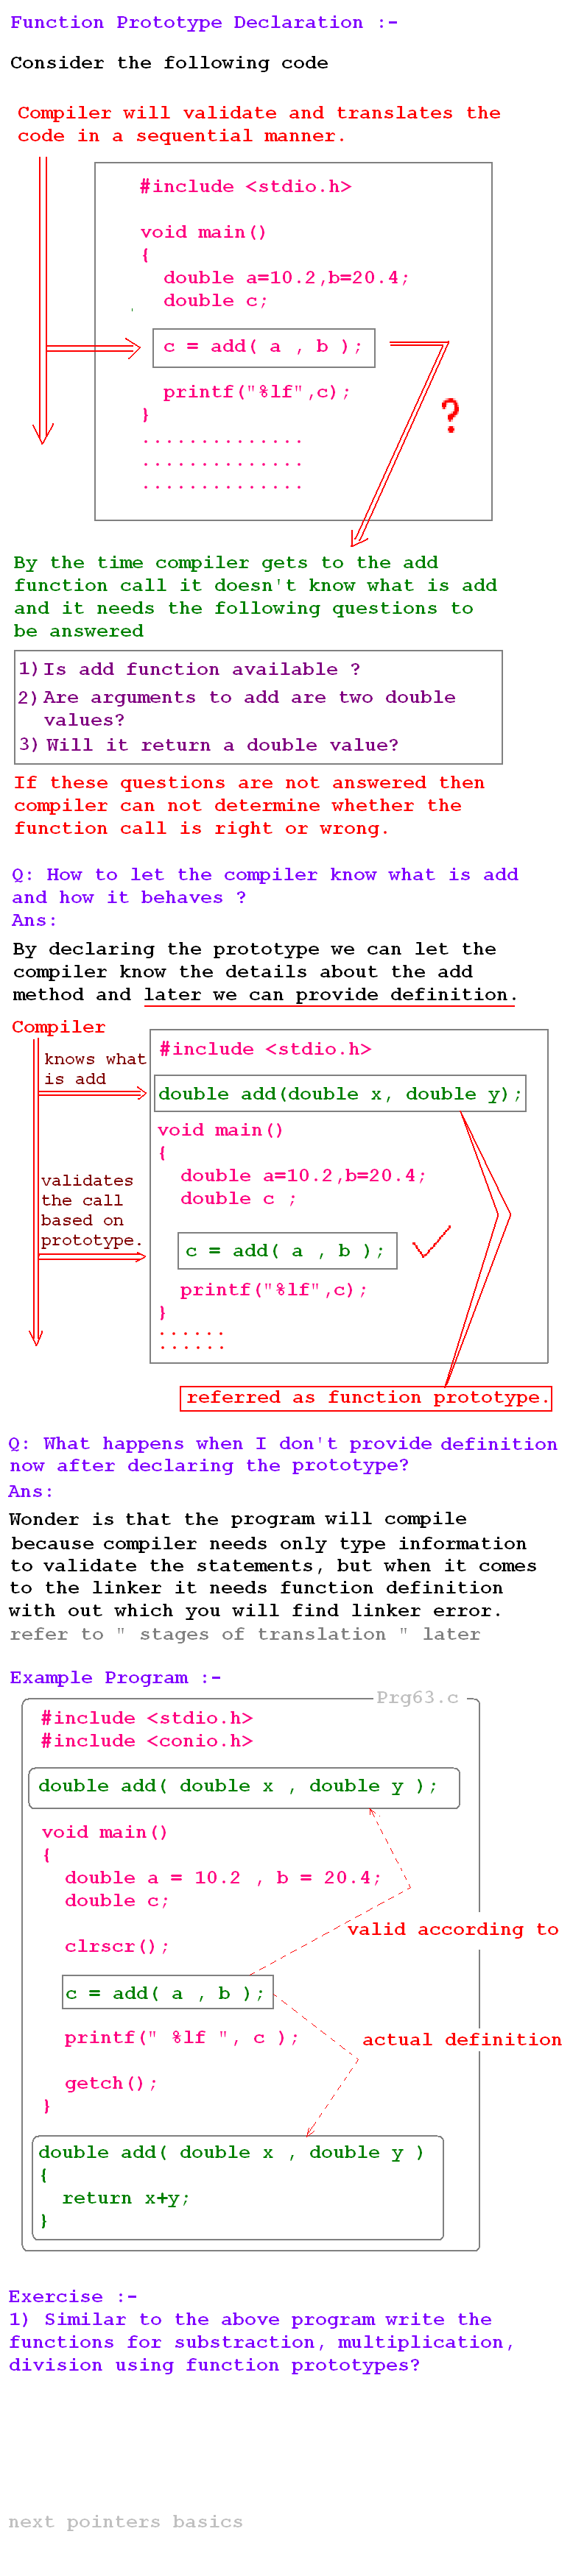 Function Prototype Declaration :-
Consider the following code
Compiler will validate and translates the
code in a sequential manner.
#include <stdio.h>
void main()
{
double a=10.2,b=20.4;
double c;
c = add( a , b );
printf("%lf",c);
}
..............
..............
..............
?
By the time compiler gets to the add
function call it doesn't know what is add
and it needs the following questions to
be answered
1) Is add function available ?
2) Are arguments to add are two double
values?
3) Will it return a double value?
If these questions are not answered then
compiler can not determine whether the
function call is right or wrong.
Q: How to let the compiler know what is add
and how it behaves ?
Ans:
By declaring the prototype we can let the
compiler know the details about the add
method and later we can provide definition.
Compiler
knows what
is add
#include <stdio.h>
double add(double x, double y);
void main()
{
double a=10.2,b=20.4;
double c ;
validates
the call
based on
prototype.
c = add( a , b );
printf("%lf",c);
}
......
......
referred as function prototype.
Q: What happens when I don't provide definition
now after declaring the prototype?
Ans:
Wonder is that the program will compile
because compiler needs only type information
to validate the statements, but when it comes
to the linker it needs function definition
with out which you will find linker error.
refer to " stages of translation " later
Example Program :-
Prg63.c
#include <stdio.h>
#include <conio.h>
double add( double x , double y );
void main()
{
double a = 10.2 , b = 20.4;
double c;
valid according to
clrscr();
c = add( a , b );
printf(" %lf ", c );
actual definition
getch();
}
double add( double x , double y )
{
return x+y;
}
Exercise :-
1) Similar to the above program write the
functions for substraction, multiplication,
division using function prototypes?
next pointers basics